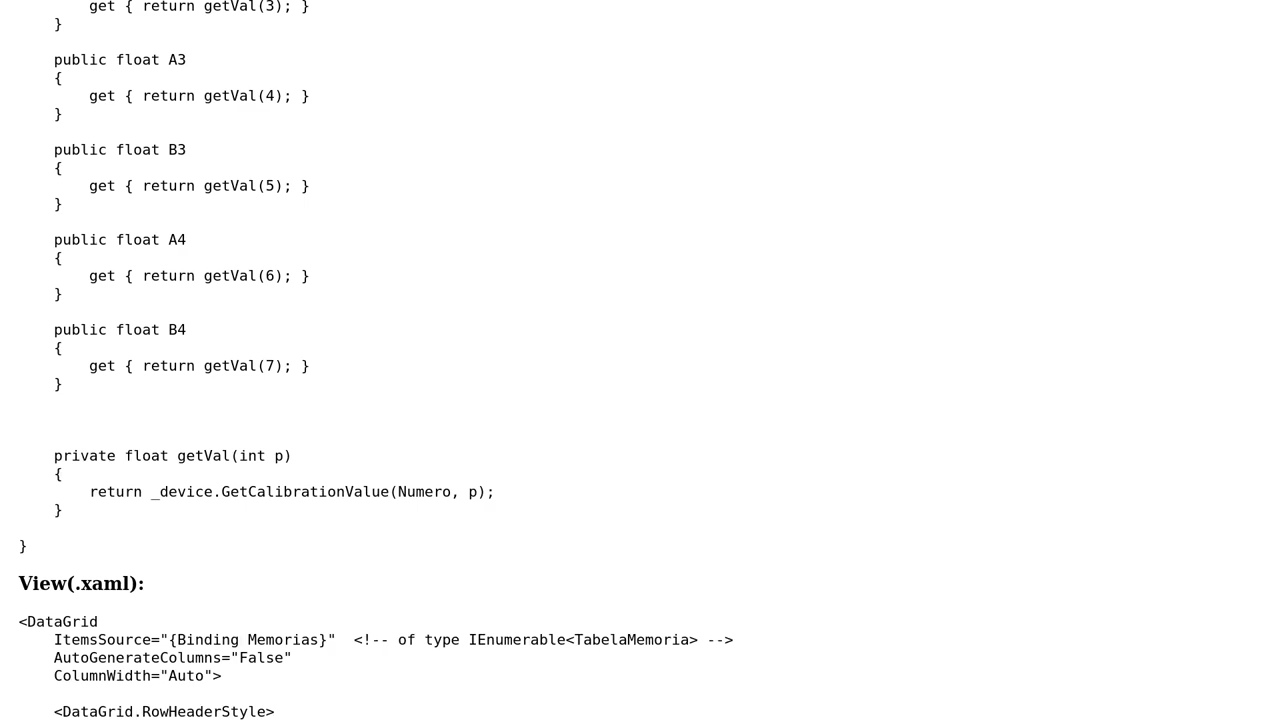 get { return getVal(3); }
    }

    public float A3
    {
        get { return getVal(4); }
    }

    public float B3
    {
        get { return getVal(5); }
    }

    public float A4
    {
        get { return getVal(6); }
    }

    public float B4
    {
        get { return getVal(7); }
    }

    private float getVal(int p)
    {
        return _device.GetCalibrationValue(Numero, p);
    }

}
View(.xaml):
<DataGrid
    ItemsSource="{Binding Memorias}"  <!-- of type IEnumerable<TabelaMemoria> -->
    AutoGenerateColumns="False"
    ColumnWidth="Auto">

    <DataGrid.RowHeaderStyle>